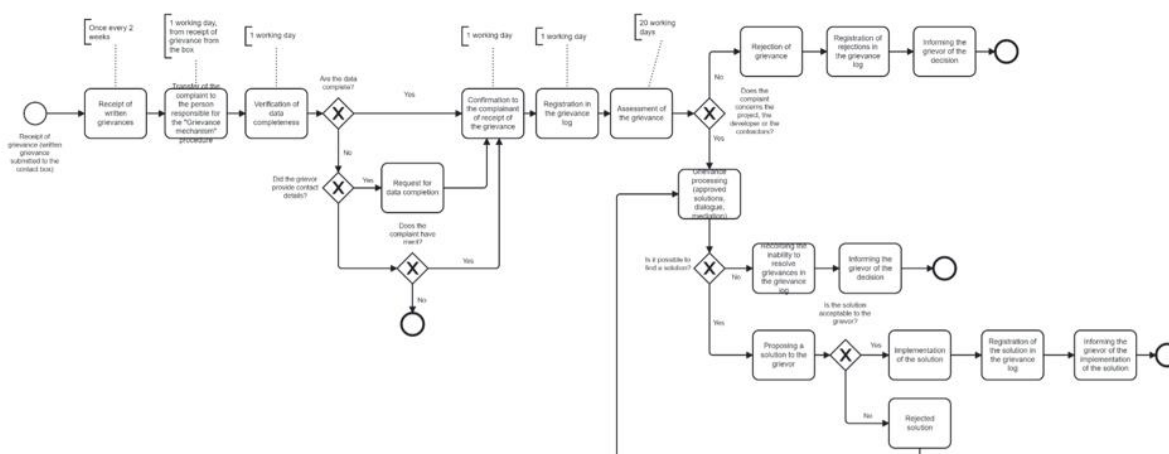 Once every 2
weeks
1 working day,
from receipt of
grievance from
the box
1 working day
1 working day
1 working day
20 working
days
Receipt of
grievance (written
grievance
submitted to the
contact box)
Receipt of
written
grievances
Transfer of the
complaint to
the person
responsible for
the "Grievance
mechanism"
procedure
Verification of
data
completeness
Are the data
complete?
Yes
No
Did the grievor
provide contact
details?
Yes
Request for
data completion
Does the
complaint have
merit?
Yes
No
Confirmation to
the complainant
of receipt of
the grievance
Registration in
the grievance
log
Assessment of
the grievance
No
Does the
complaint
concerns the
project, the
developer or the
contractors?
Yes
Rejection of
grievance
Registration of
rejections in
the grievance
log
Informing the
grievor of the
decision
Grievance
processing
(approved
solutions,
dialogue,
mediation)
Is it possible to
find a solution?
No
Recording the
inability to
resolve
grievances in
the grievance
log
Informing the
grievor of the
decision
Yes
Proposing a
solution to the
grievor
Is the solution
acceptable to the
grievor?
Yes
Implementation
of the solution
Registration of
the solution in
the grievance
log
Informing the
grievor of the
implementation
of the solution
No
Rejected
solution